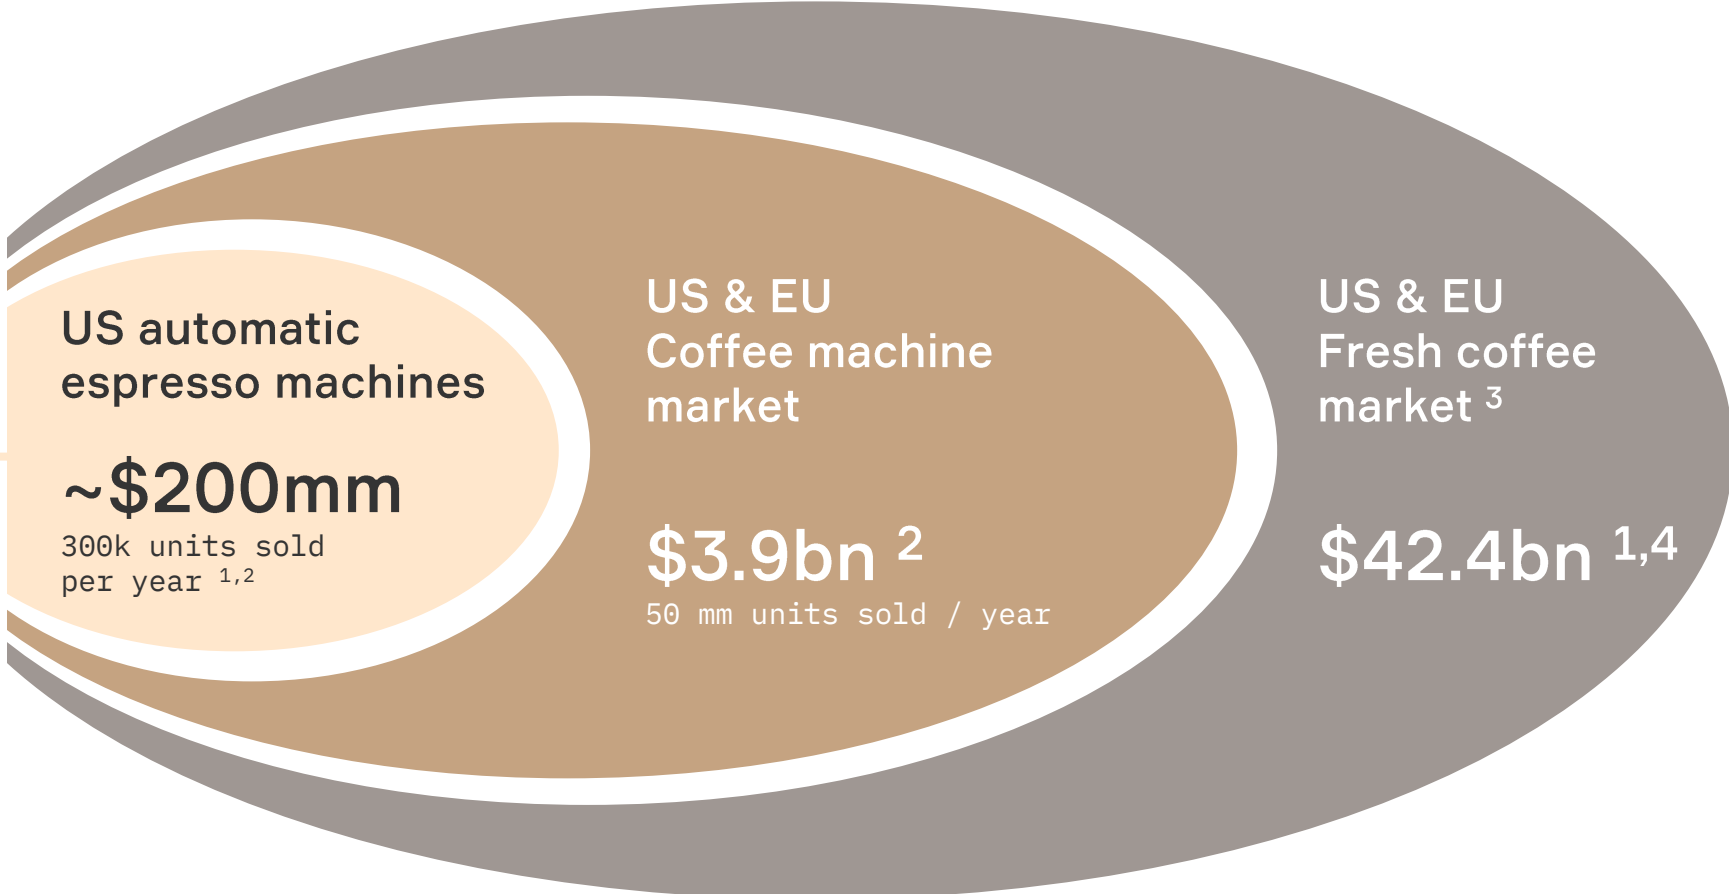 US automatic
espresso machines
~$200mm
300k units sold
per year 1,2
US & EU
Coffee machine
market
$3.9bn 2
50 mm units sold / year
US & EU
Fresh coffee
market 3
$42.4bn 1,4